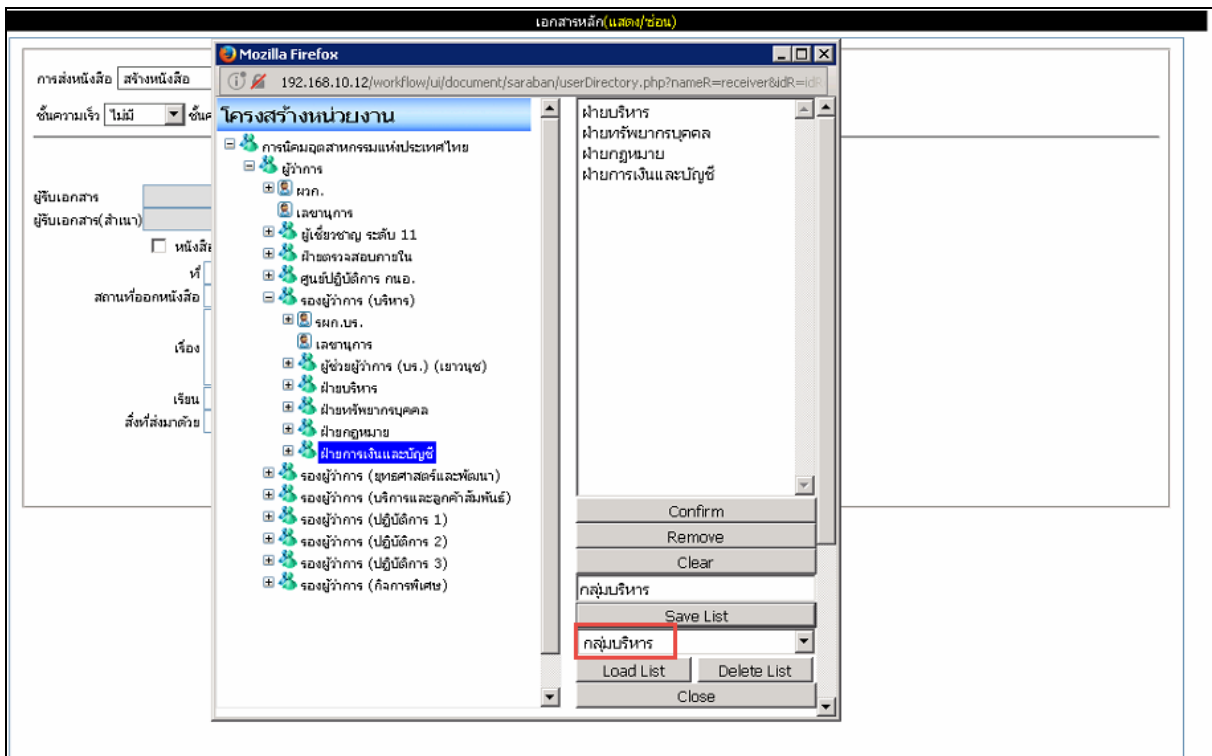 เอกสารหลัก(แสดง/ซ่อน)
การส่งหนังสือ สร้างหนังสือ
ชั้นความเร็ว ไม่มี
ผู้รับเอกสาร
ผู้รับเอกสาร(สำเนา)
ที่
สถานที่ออกหนังสือ
เรื่อง
เรียน
สิ่งที่ส่งมาด้วย
Mozilla Firefox
192.168.10.12/workflow/ui/document/saraban/userDirectory.php?nameR=receiver&idR=idR
โครงสร้างหน่วยงาน
การนิคมอุตสาหกรรมแห่งประเทศไทย
ผู้ว่าการ
ผวก.
เลขานุการ
ผู้เชี่ยวชาญ ระดับ 11
ฝ่ายตรวจสอบภายใน
ศูนย์ปฏิบัติการ กนอ.
รองผู้ว่าการ (บริหาร)
รผก.บร.
เลขานุการ
ผู้ช่วยผู้ว่าการ (บร.) (เยาวนุช)
ฝ่ายบริหาร
ฝ่ายทรัพยากรบุคคล
ฝ่ายกฎหมาย
ฝ่ายการเงินและบัญชี
รองผู้ว่าการ (ยุทธศาสตร์และพัฒนา)
รองผู้ว่าการ (บริการและลูกค้าสัมพันธ์)
รองผู้ว่าการ (ปฏิบัติการ 1)
รองผู้ว่าการ (ปฏิบัติการ 2)
รองผู้ว่าการ (ปฏิบัติการ 3)
รองผู้ว่าการ (กิจการพิเศษ)
ฝ่ายบริหาร
ฝ่ายทรัพยากรบุคคล
ฝ่ายกฎหมาย
ฝ่ายการเงินและบัญชี
Confirm
Remove
Clear
กลุ่มบริหาร
Save List
กลุ่มบริหาร
Load List Delete List
Close